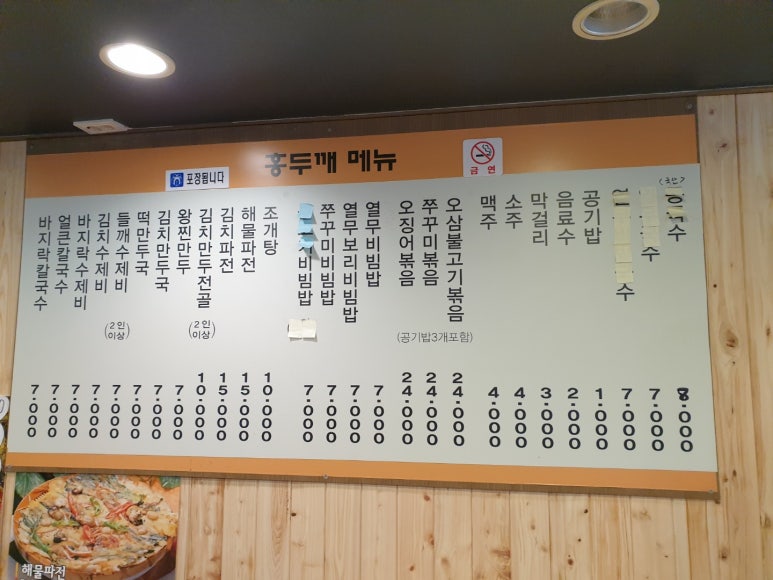 홍두깨 메뉴
포장됩니다
금연
바지락칼국수 7.000
얼큰칼국수 7.000
바지락수제비 7.000
김치수제비 7.000
들깨수제비 (2인 이상) 7.000
떡만두국 7.000
김치만두국 7.000
왕찐만두 7.000
김치만두전골 (2인 이상) 10.000
김치파전 15.000
해물파전 15.000
조개탕 10.000
비빔밥 7.000
쭈꾸미비빔밥 7.000
열무보리비빔밥 7.000
열무비빔밥 7.000
오징어볶음 24.000
쭈꾸미볶음 24.000
오삼불고기볶음 24.000
(공기밥3개포함)
맥주 4.000
소주 4.000
막걸리 3.000
음료수 2.000
공기밥 1.000
수 7.000
수 7.000
수 8.000
해물파전